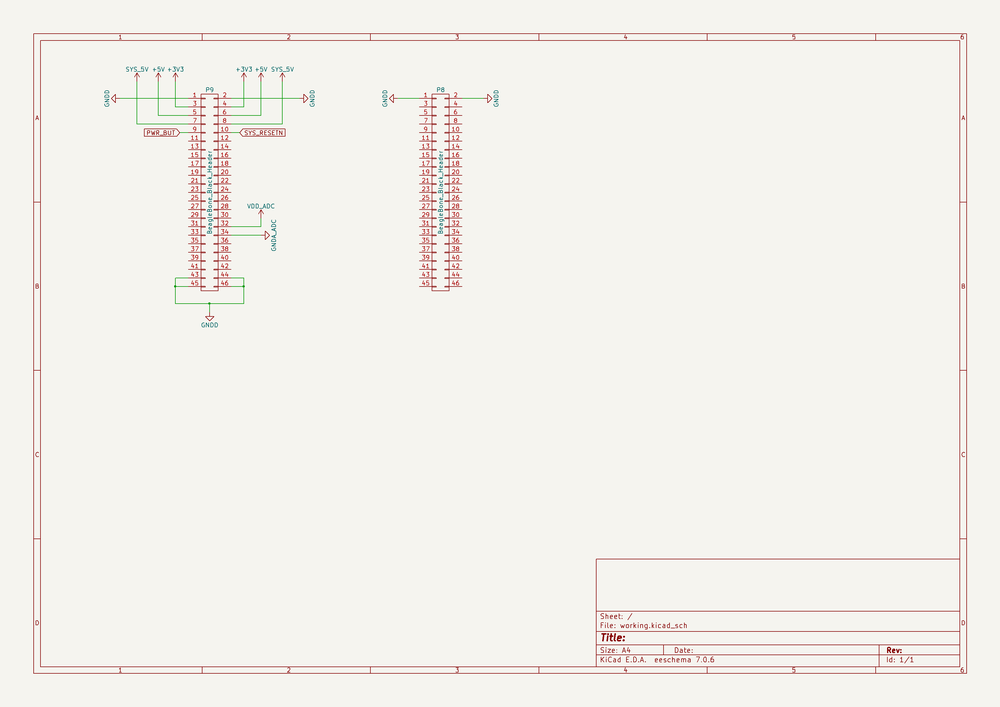 1 2 3 4 5 6
SYS_5V +5V +3V3 +3V3 +5V SYS_5V
P9 P8
GNDD 1 2 GNDD GNDD 1 2 GNDD
3 4 3 4
A 5 6 5 6 A
7 8 7 8
PWR_BUT 9 10 SYS_RESETN 9 10
11 12 11 12
13 14 13 14
15 16 15 16
17 18 17 18
19 20 19 20
21 22 21 22
23 24 23 24
25 26 25 26
BeagleBone_Black_Header BeagleBone_Black_Header
27 28 VDD_ADC 27 28
29 30 29 30
31 32 31 32
33 34 GNDA_ADC 33 34
35 36 35 36
37 38 37 38
39 40 39 40
41 42 41 42
43 44 43 44
B 45 46 45 46 B
GNDD
C C
D D
Sheet: /
File: working.kicad_sch
Title:
Size: A4 Date: Rev:
KiCad E.D.A. eeschema 7.0.6 Id: 1/1
1 2 3 4 5 6